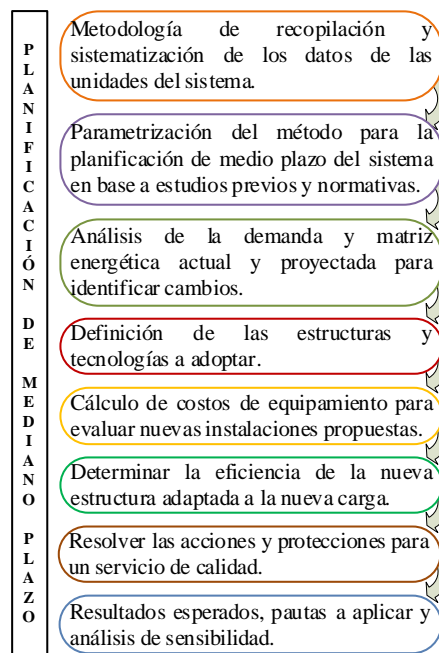 PLANIFICACIÓN DE MEDIANO PLAZO
Metodología de recopilación y
sistematización de los datos de las
unidades del sistema.
Parametrización del método para la
planificación de medio plazo del sistema
en base a estudios previos y normativas.
Análisis de la demanda y matriz
energética actual y proyectada para
identificar cambios.
Definición de las estructuras y
tecnologías a adoptar.
Cálculo de costos de equipamiento para
evaluar nuevas instalaciones propuestas.
Determinar la eficiencia de la nueva
estructura adaptada a la nueva carga.
Resolver las acciones y protecciones para
un servicio de calidad.
Resultados esperados, pautas a aplicar y
análisis de sensibilidad.